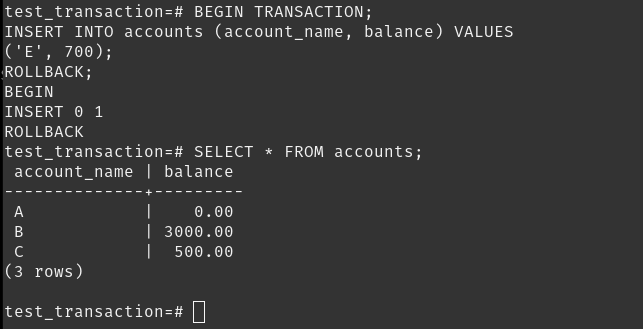 test_transaction=# BEGIN TRANSACTION;
INSERT INTO accounts (account_name, balance) VALUES
('E', 700);
ROLLBACK;
BEGIN
INSERT 0 1
ROLLBACK
test_transaction=# SELECT * FROM accounts;
 account_name | balance
--------------+---------
 A            |    0.00
 B            | 3000.00
 C            |  500.00
(3 rows)
test_transaction=#